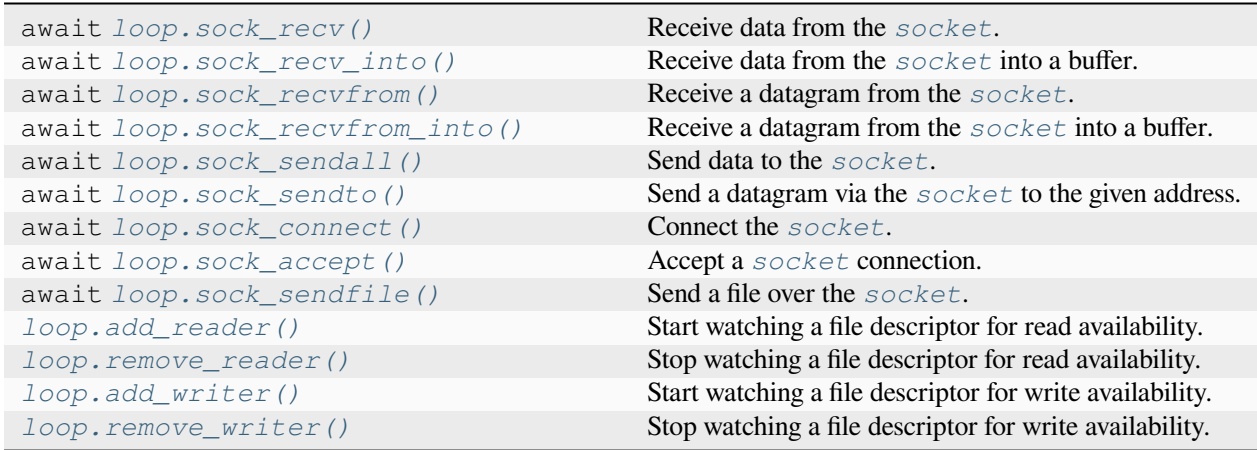 await loop.sock_recv() Receive data from the socket.
await loop.sock_recv_into() Receive data from the socket into a buffer.
await loop.sock_recvfrom() Receive a datagram from the socket.
await loop.sock_recvfrom_into() Receive a datagram from the socket into a buffer.
await loop.sock_sendall() Send data to the socket.
await loop.sock_sendto() Send a datagram via the socket to the given address.
await loop.sock_connect() Connect the socket.
await loop.sock_accept() Accept a socket connection.
await loop.sock_sendfile() Send a file over the socket.
loop.add_reader() Start watching a file descriptor for read availability.
loop.remove_reader() Stop watching a file descriptor for read availability.
loop.add_writer() Start watching a file descriptor for write availability.
loop.remove_writer() Stop watching a file descriptor for write availability.